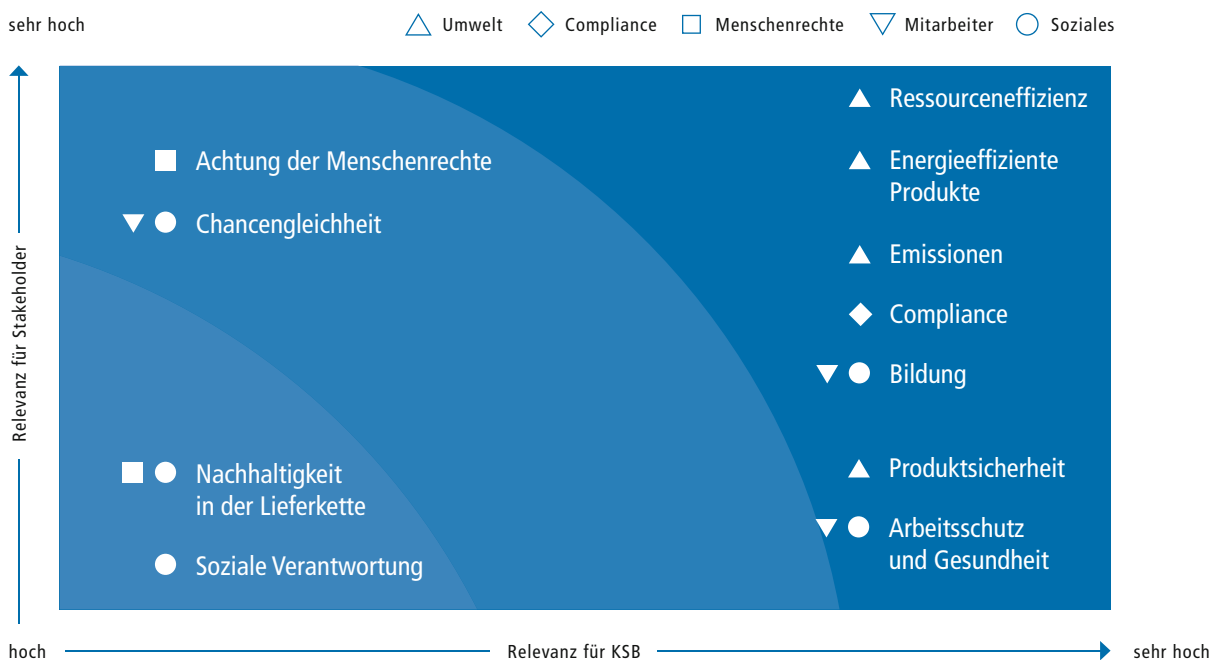 sehr hoch
Umwelt
Compliance
Menschenrechte
Mitarbeiter
Soziales
Relevanz für Stakeholder
Achtung der Menschenrechte
Chancengleichheit
Nachhaltigkeit
in der Lieferkette
Soziale Verantwortung
Ressourceneffizienz
Energieeffiziente
Produkte
Emissionen
Compliance
Bildung
Produktsicherheit
Arbeitsschutz
und Gesundheit
hoch
Relevanz für KSB
sehr hoch